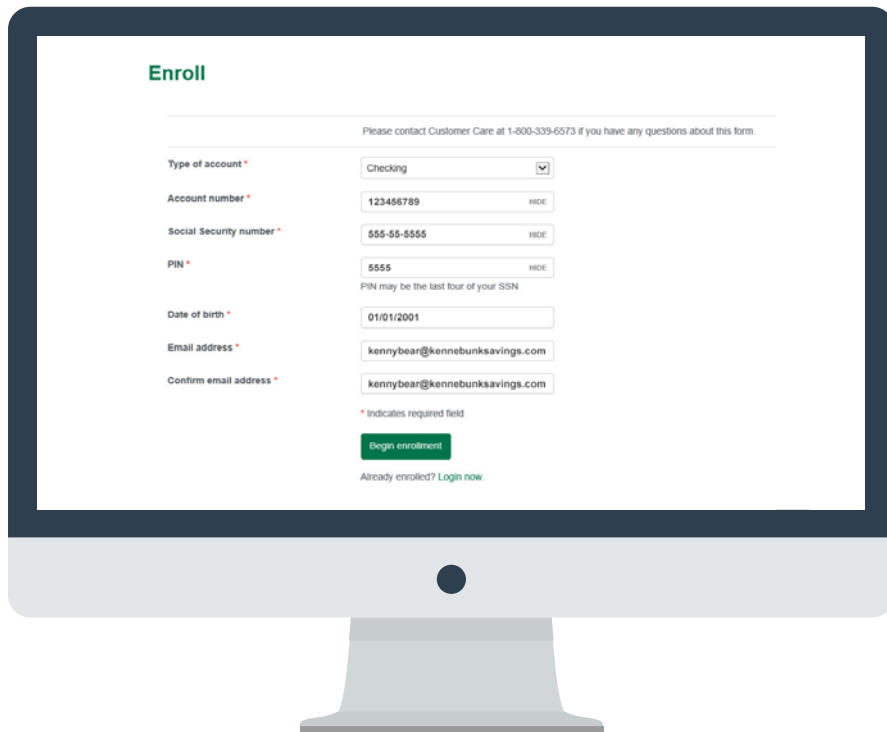 Enroll
Please contact Customer Care at 1-800-339-6573 if you have any questions about this form.
Type of account * Checking
Account number * 123456789 HIDE
Social Security number * 555-55-5555 HIDE
PIN * 5555 HIDE
PIN may be the last four of your SSN
Date of birth * 01/01/2001
Email address * kennybear@kennebunksavings.com
Confirm email address * kennybear@kennebunksavings.com
* Indicates required field
Begin enrollment
Already enrolled? Login now.